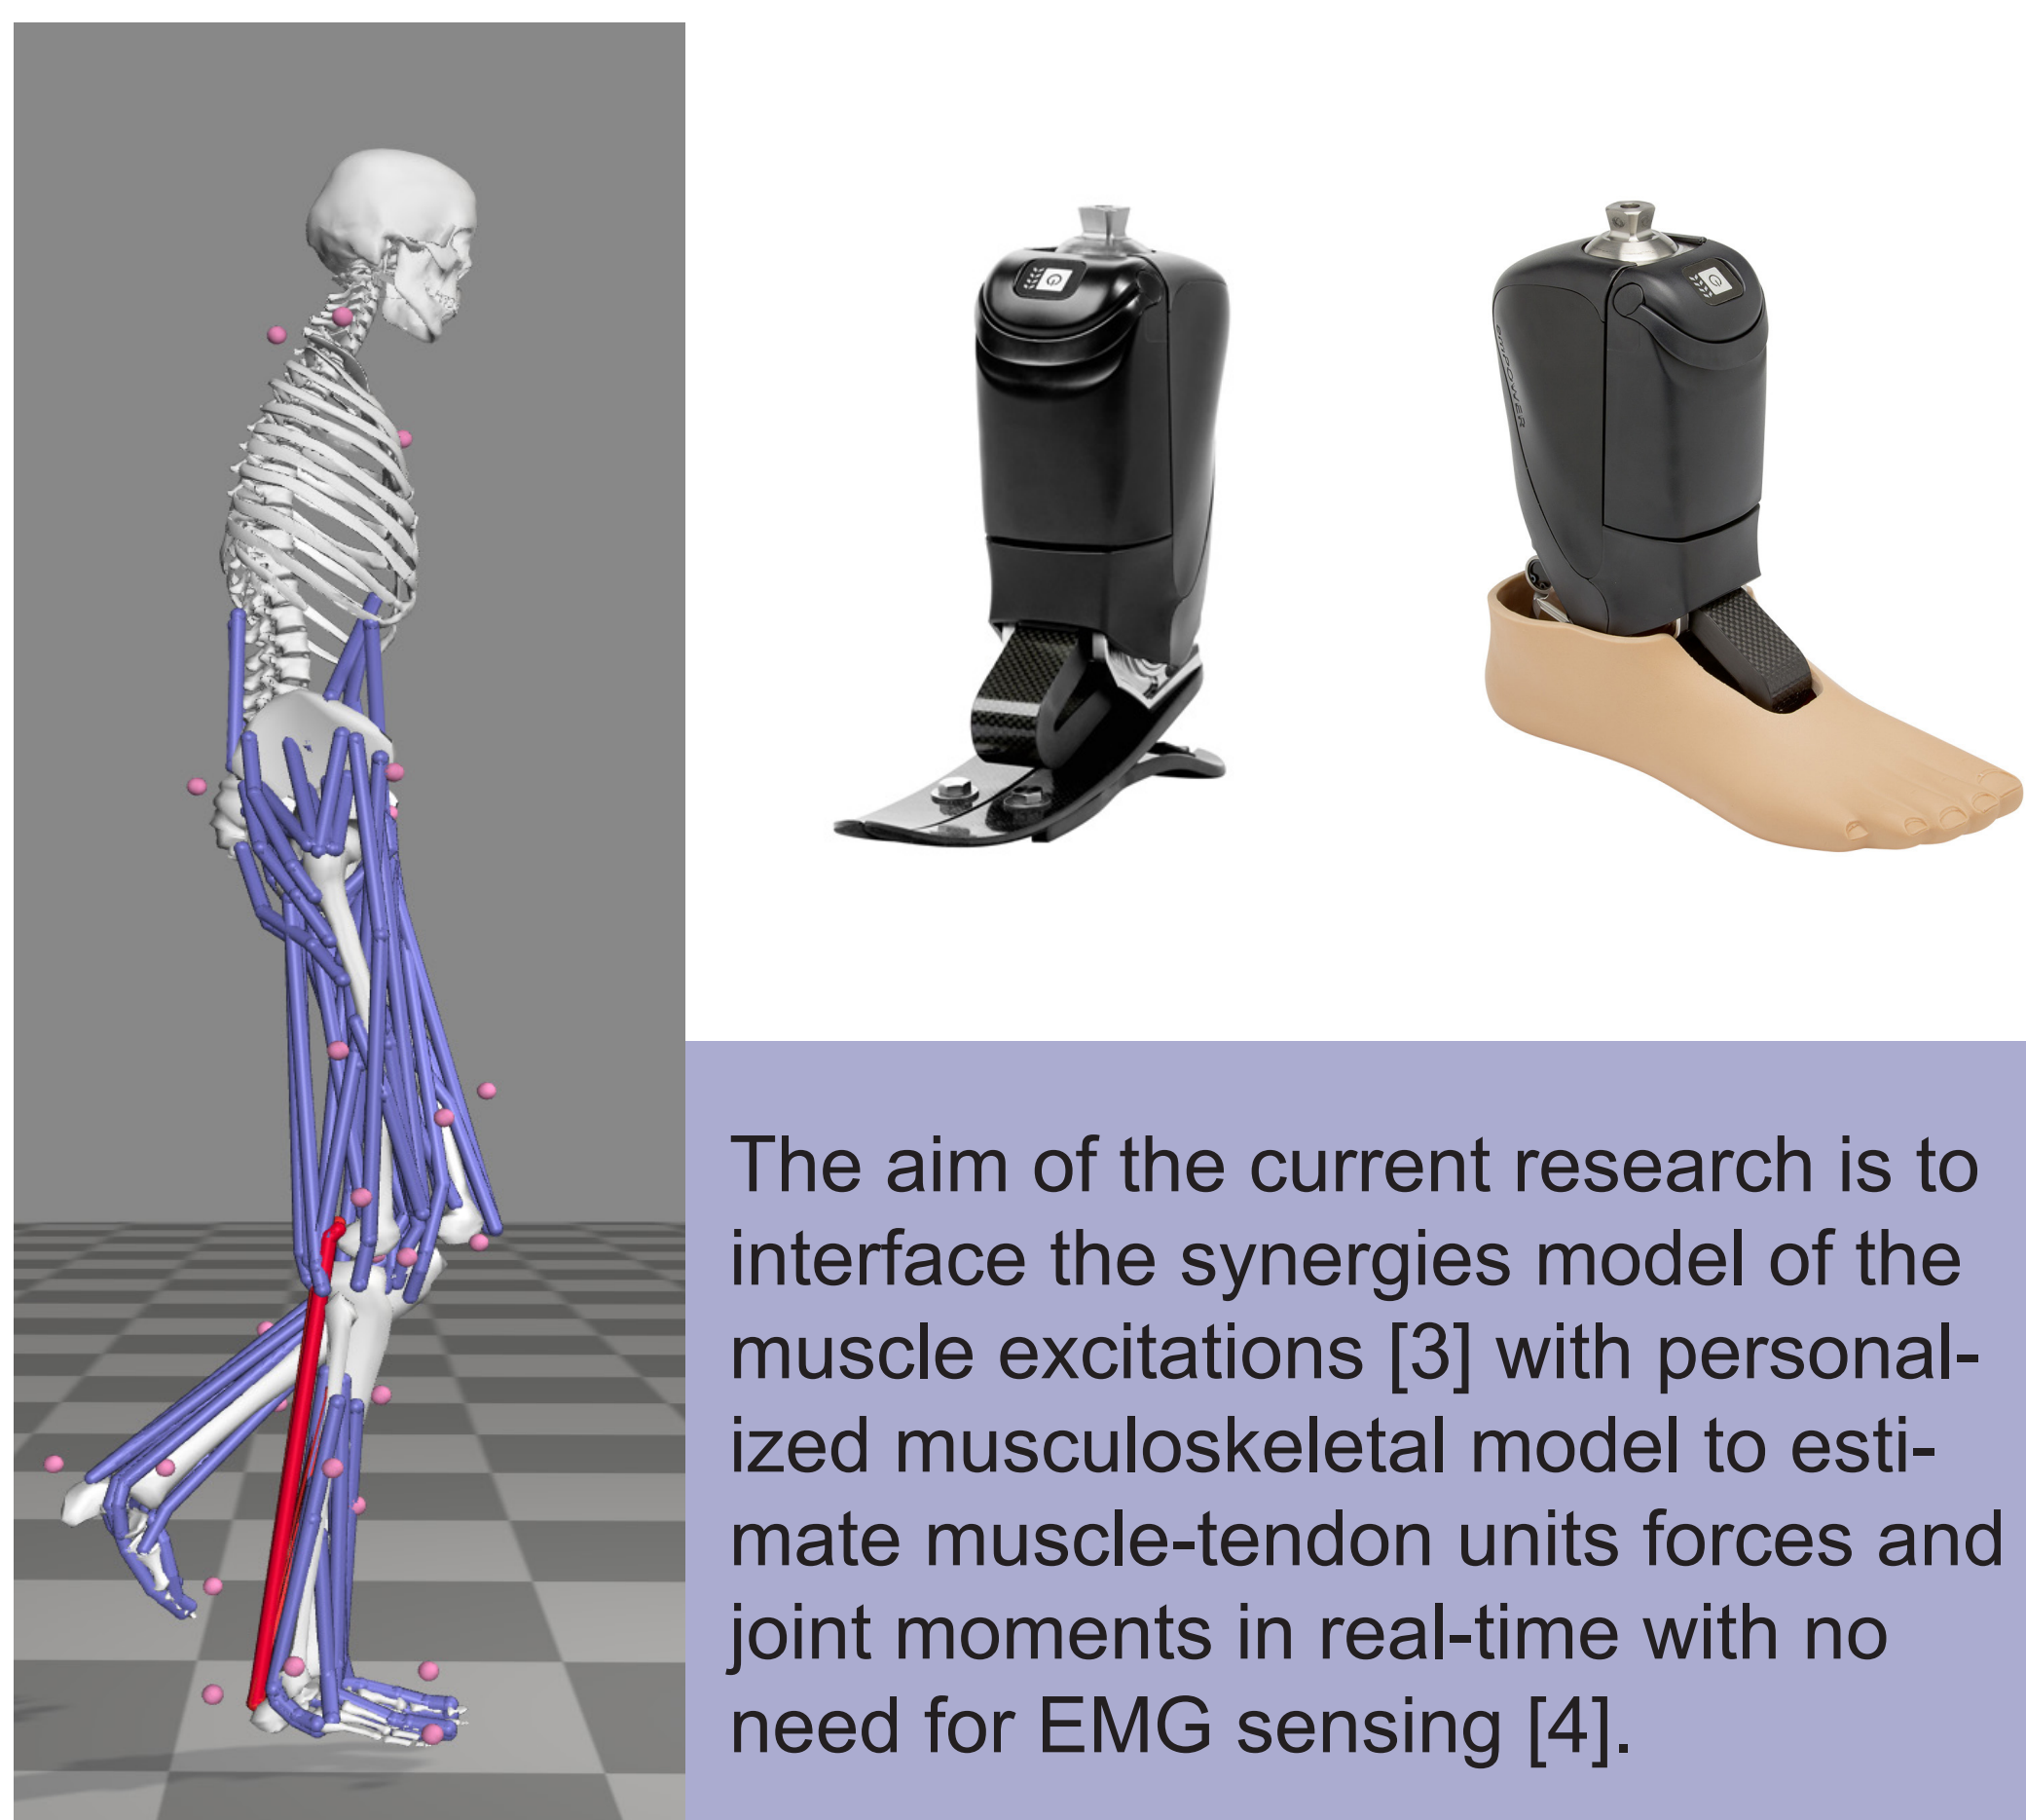 emPOWER
The aim of the current research is to
interface the synergies model of the
muscle excitations [3] with personal-
ized musculoskeletal model to esti-
mate muscle-tendon units forces and
joint moments in real-time with no
need for EMG sensing [4].